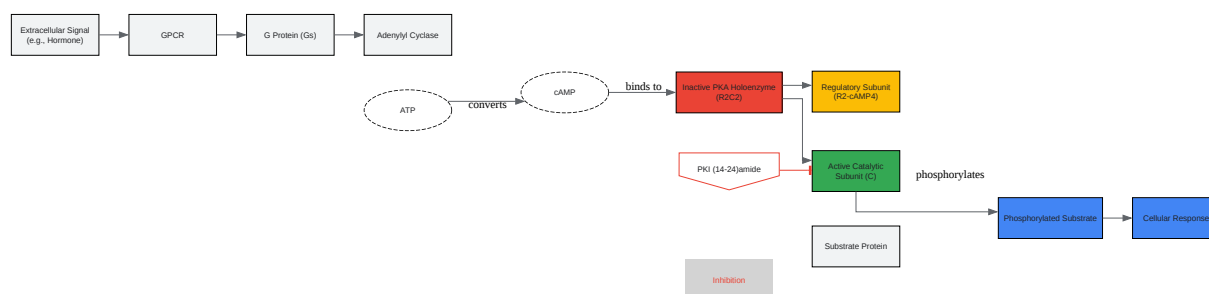 Extracellular Signal
(e.g., Hormone)
GPCR
G Protein (Gs)
Adenylyl Cyclase
ATP
converts
cAMP
binds to
Inactive PKA Holoenzyme
(R2C2)
Regulatory Subunit
(R2-cAMP4)
PKI (14-24)amide
Active Catalytic
Subunit (C)
phosphorylates
Substrate Protein
Phosphorylated Substrate
Cellular Response
Inhibition